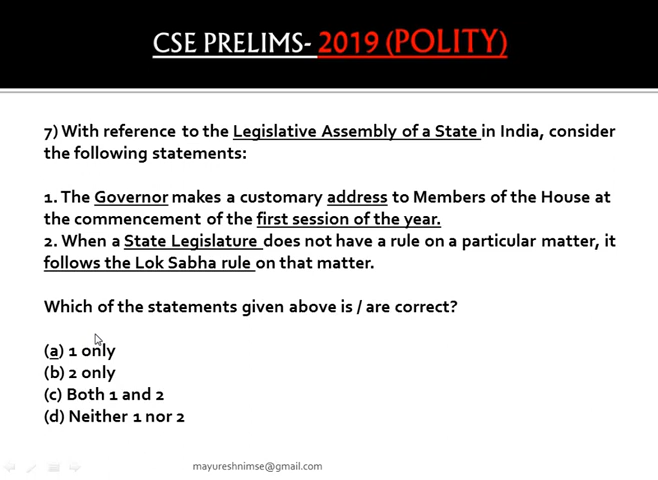 CSE PRELIMS- 2019 (POLITY)
7) With reference to the Legislative Assembly of a State in India, consider
the following statements:
1. The Governor makes a customary address to Members of the House at
the commencement of the first session of the year.
2. When a State Legislature does not have a rule on a particular matter, it
follows the Lok Sabha rule on that matter.
Which of the statements given above is / are correct?
(a) 1 only
(b) 2 only
(c) Both 1 and 2
(d) Neither 1 nor 2
mayureshnimse@gmail.com